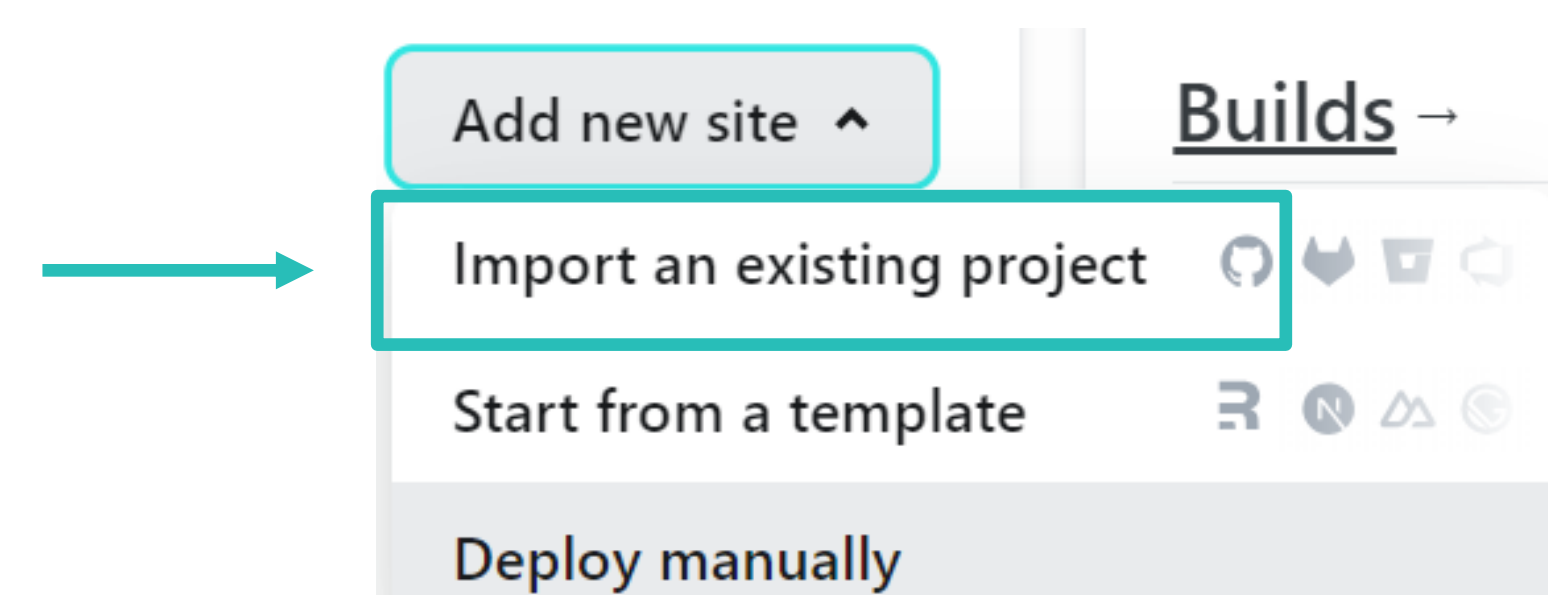 Add new site
Builds →
Import an existing project
Start from a template
Deploy manually